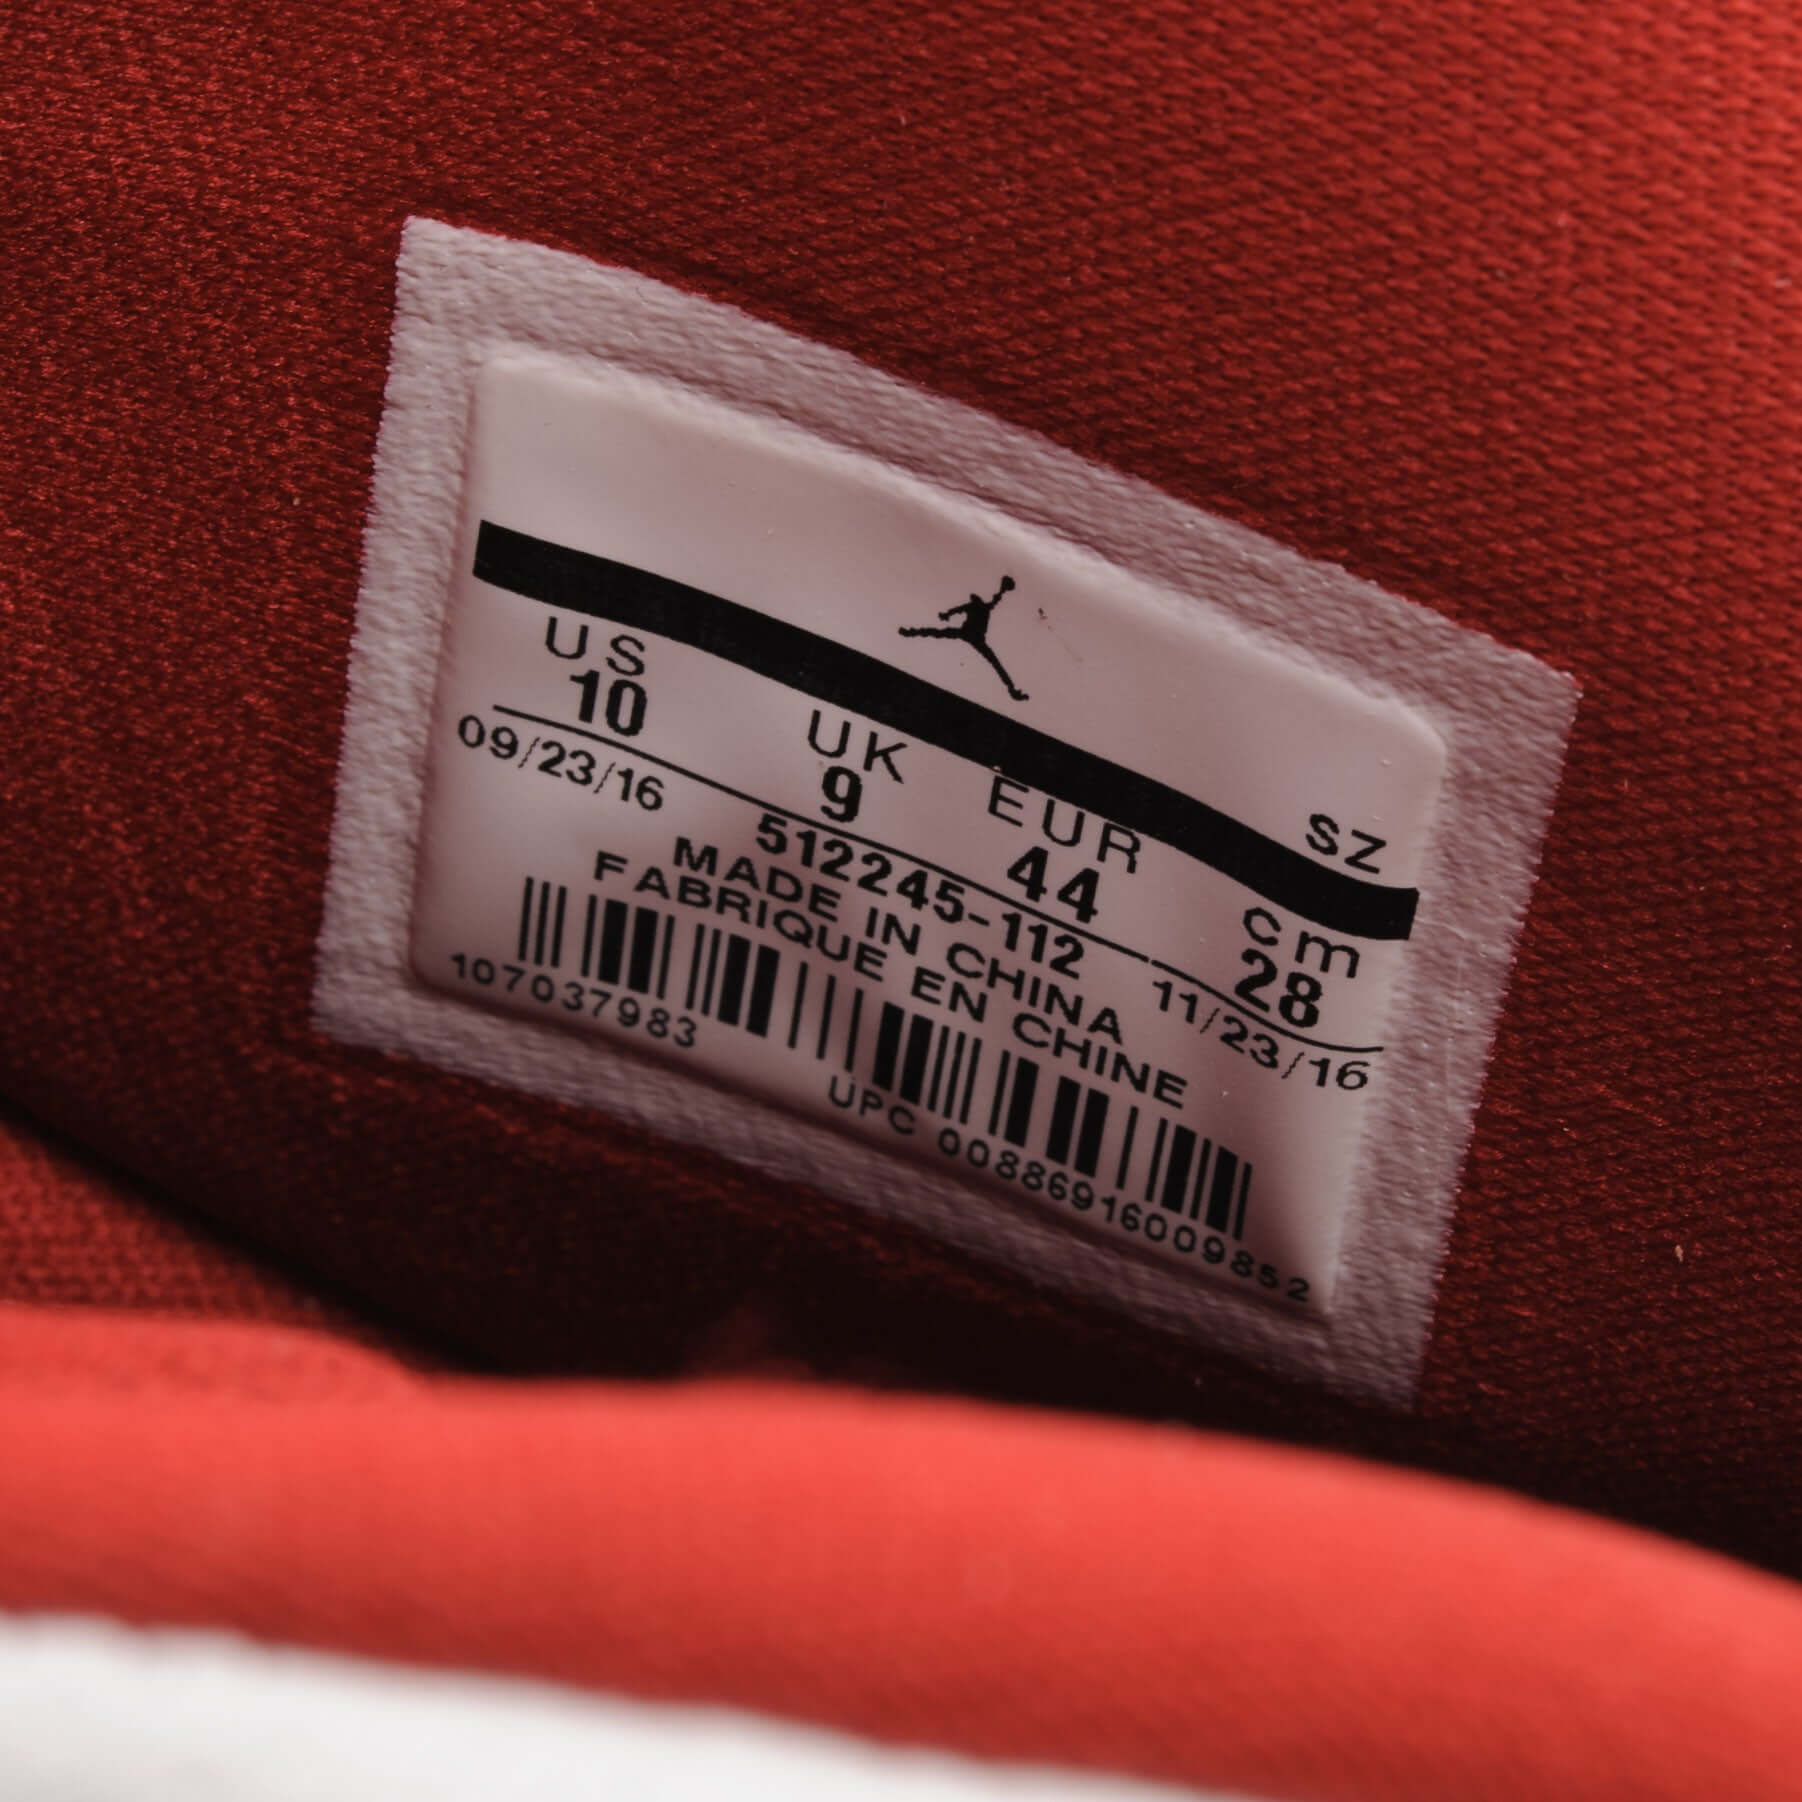 SZ
US UK EUR cm
10 9 44 28
09/23/16 512245-112 11/23/16
MADE IN CHINA
FABRIQUE EN CHINE
107037983 UPC 00886916009852